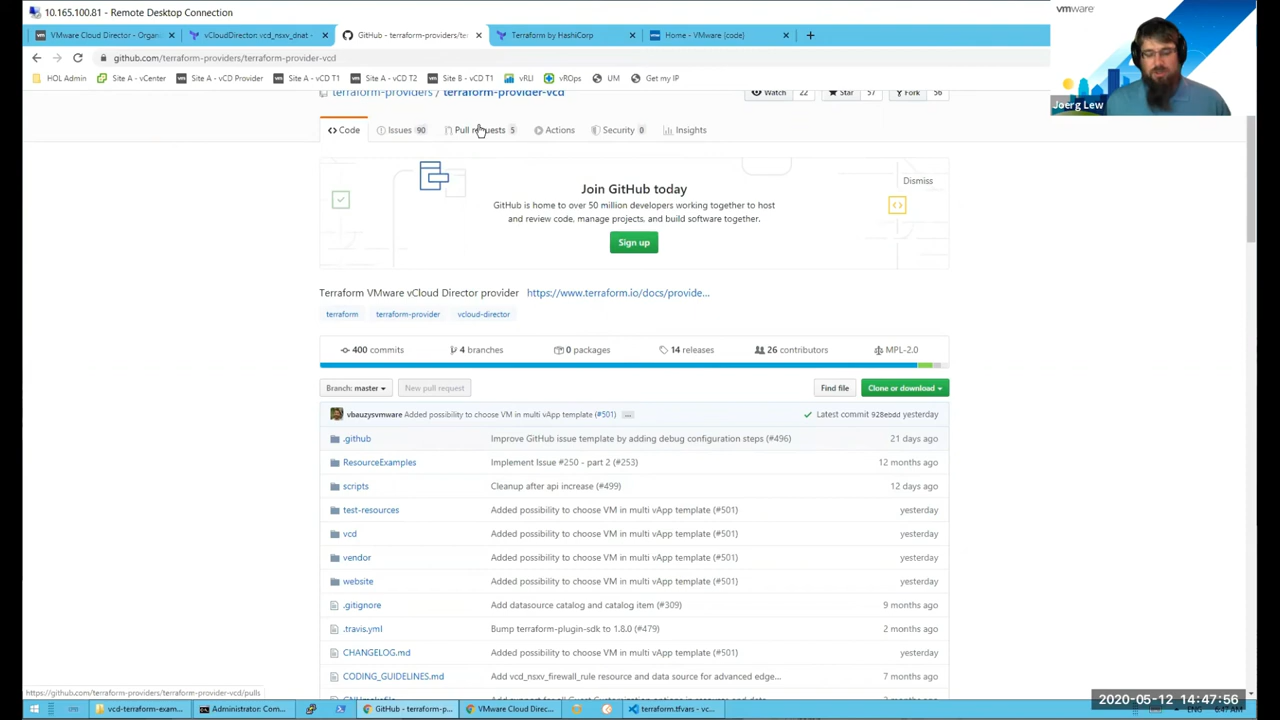 10.165.100.81 - Remote Desktop Connection
VMware Cloud Director - Organi
vCloudDirector: vcd_nsxv_dnat -
GitHub - terraform-providers/ter
Terraform by HashiCorp
Home - VMware {code}
vmware
Joerg Lew
github.com/terraform-providers/terraform-provider-vcd
HOL Admin
Site A - vCenter
Site A - vCD Provider
Site A - vCD T1
Site A - vCD T2
Site B - vCD T1
vRLI
vROps
UM
Get my IP
terraform-providers / terraform-provider-vcd
Watch 22
Star 57
Fork 56
Code
Issues 90
Pull requests 5
Actions
Security 0
Insights
Dismiss
Join GitHub today
GitHub is home to over 50 million developers working together to host
and review code, manage projects, and build software together.
Sign up
Terraform VMware vCloud Director provider https://www.terraform.io/docs/provide...
terraform
terraform-provider
vcloud-director
400 commits
4 branches
0 packages
14 releases
26 contributors
MPL-2.0
Branch: master
New pull request
Find file
Clone or download
vbauzysvmware Added possibility to choose VM in multi vApp template (#501) ...
Latest commit 928ebdd yesterday
.github Improve GitHub issue template by adding debug configuration steps (#496) 21 days ago
ResourceExamples Implement Issue #250 - part 2 (#253) 12 months ago
scripts Cleanup after api increase (#499) 12 days ago
test-resources Added possibility to choose VM in multi vApp template (#501) yesterday
vcd Added possibility to choose VM in multi vApp template (#501) yesterday
vendor Added possibility to choose VM in multi vApp template (#501) yesterday
website Added possibility to choose VM in multi vApp template (#501) yesterday
.gitignore Add datasource catalog and catalog item (#309) 9 months ago
.travis.yml Bump terraform-plugin-sdk to 1.8.0 (#479) 2 months ago
CHANGELOG.md Added possibility to choose VM in multi vApp template (#501) yesterday
CODING_GUIDELINES.md Add vcd_nsxv_firewall_rule resource and data source for advanced edge... 7 months ago
https://github.com/terraform-providers/terraform-provider-vcd/pulls
2020-05-12 14:47:56
vcd-terraform-exam...
Administrator: Com...
GitHub - terraform-p...
VMware Cloud Direc...
terraform.tfvars - vc...
ENG
6:47 AM